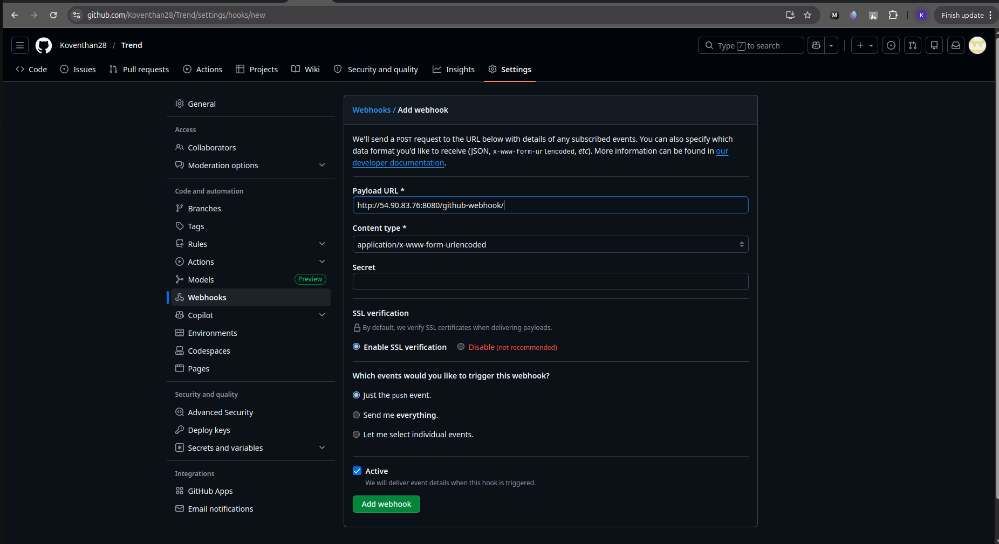 github.com/Koventhan28/Trend/settings/hooks/new
M
K
Finish update
Koventhan28 / Trend
Type / to search
Code
Issues
Pull requests
Actions
Projects
Wiki
Security and quality
Insights
Settings
General
Access
Collaborators
Moderation options
Code and automation
Branches
Tags
Rules
Actions
Models
Preview
Webhooks
Copilot
Environments
Codespaces
Pages
Security and quality
Advanced Security
Deploy keys
Secrets and variables
Integrations
GitHub Apps
Email notifications
Webhooks / Add webhook
We'll send a POST request to the URL below with details of any subscribed events. You can also specify which
data format you'd like to receive (JSON, x-www-form-urlencoded, etc). More information can be found in our
developer documentation.
Payload URL *
http://54.90.83.76:8080/github-webhook/
Content type *
application/x-www-form-urlencoded
Secret
SSL verification
By default, we verify SSL certificates when delivering payloads.
Enable SSL verification
Disable (not recommended)
Which events would you like to trigger this webhook?
Just the push event.
Send me everything.
Let me select individual events.
Active
We will deliver event details when this hook is triggered.
Add webhook